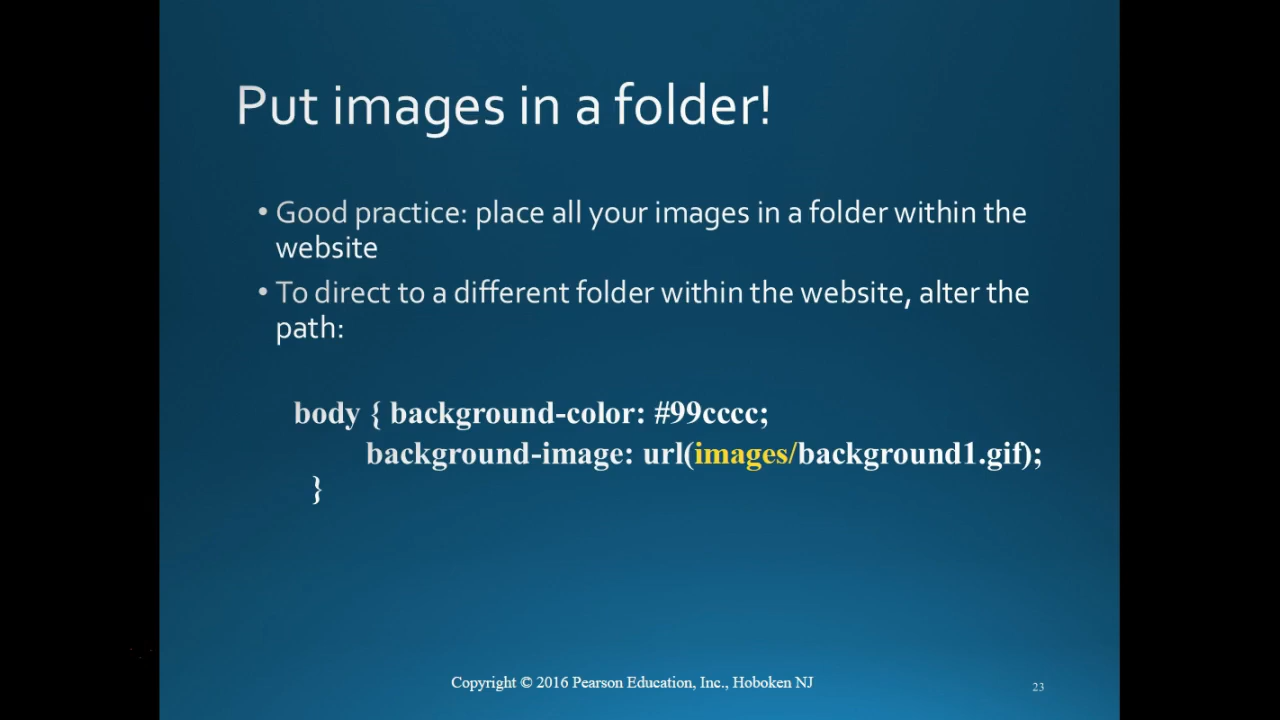 Put images in a folder!
• Good practice: place all your images in a folder within the
website
• To direct to a different folder within the website, alter the
path:
body { background-color: #99cccc;
background-image: url(images/background1.gif);
}
Copyright © 2016 Pearson Education, Inc., Hoboken NJ
23